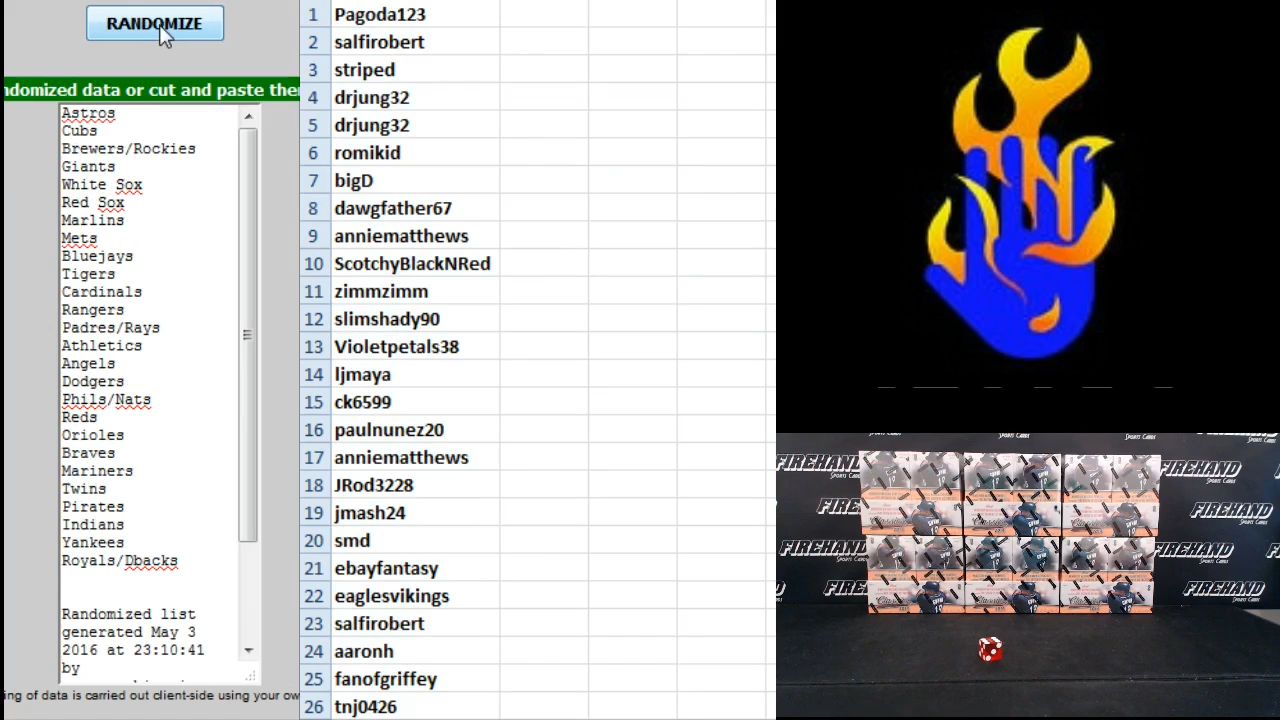 RANDOMIZE
ndomized data or cut and paste the
Astros
Cubs
Brewers/Rockies
Giants
White Sox
Red Sox
Marlins
Mets
Bluejays
Tigers
Cardinals
Rangers
Padres/Rays
Athletics
Angels
Dodgers
Phils/Nats
Reds
Orioles
Braves
Mariners
Twins
Pirates
Indians
Yankees
Royals/Dbacks
Randomized list
generated May 3
2016 at 23:10:41
by
ing of data is carried out client-side using your ow
1 Pagoda123
2 salfirobert
3 striped
4 drjung32
5 drjung32
6 romikid
7 bigD
8 dawgfather67
9 anniematthews
10 ScotchyBlackNRed
11 zimmzimm
12 slimshady90
13 Violetpetals38
14 ljmaya
15 ck6599
16 paulnunez20
17 anniematthews
18 JRod3228
19 jmash24
20 smd
21 ebayfantasy
22 eaglesvikings
23 salfirobert
24 aaronh
25 fanofgriffey
26 tnj0426
FIREHAND
FIREHAND
FIREHAND
FIREHAND
FIREHAND